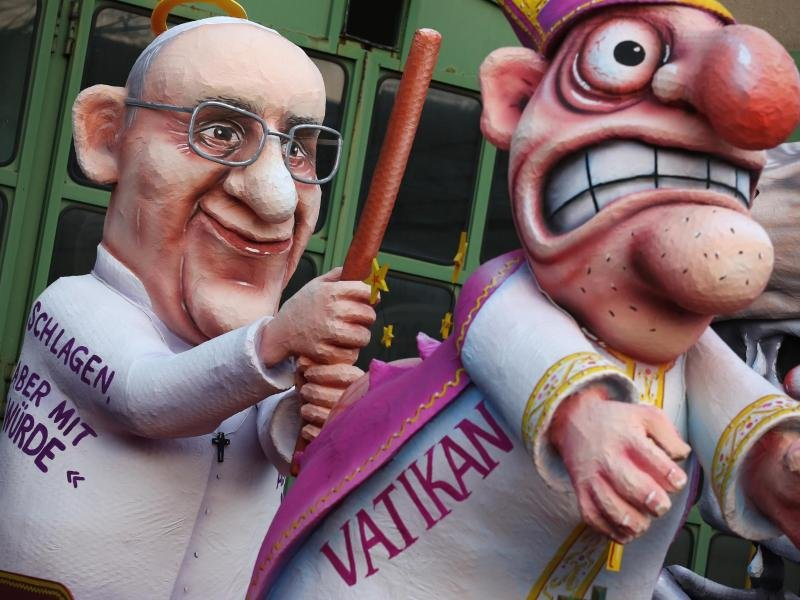 SCHLAGEN,
ABER MIT
WÜRDE «
VATIKAN